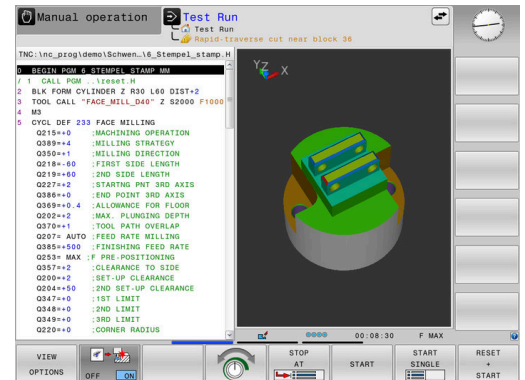 Manual operation
Test Run
Test Run
Rapid-traverse cut near block 36
TNC:\nc_prog\demo\Schwen…\6_Stempel_stamp.H
0 BEGIN PGM 6_STEMPEL_STAMP MM
/ 1 CALL PGM ..\reset.H
2 BLK FORM CYLINDER Z R30 L60 DIST+2
3 TOOL CALL "FACE_MILL_D40" Z S2000 F1000
4 M3
5 CYCL DEF 233 FACE MILLING
Q215=+0 ;MACHINING OPERATION
Q389=+4 ;MILLING STRATEGY
Q350=+1 ;MILLING DIRECTION
Q218=-60 ;FIRST SIDE LENGTH
Q219=+60 ;2ND SIDE LENGTH
Q227=+2 ;STARTNG PNT 3RD AXIS
Q386=+0 ;END POINT 3RD AXIS
Q369=+0.4 ;ALLOWANCE FOR FLOOR
Q202=+2 ;MAX. PLUNGING DEPTH
Q370=+1 ;TOOL PATH OVERLAP
Q207= AUTO ;FEED RATE MILLING
Q385=+500 ;FINISHING FEED RATE
Q253= MAX ;F PRE-POSITIONING
Q357=+2 ;CLEARANCE TO SIDE
Q200=+2 ;SET-UP CLEARANCE
Q204=+50 ;2ND SET-UP CLEARANCE
Q347=+0 ;1ST LIMIT
Q348=+0 ;2ND LIMIT
Q349=+0 ;3RD LIMIT
Q220=+0 ;CORNER RADIUS
YZ X
00:08:30 F MAX
VIEW
OPTIONS
OFF ON
STOP
AT
START
START
SINGLE
RESET
+
START